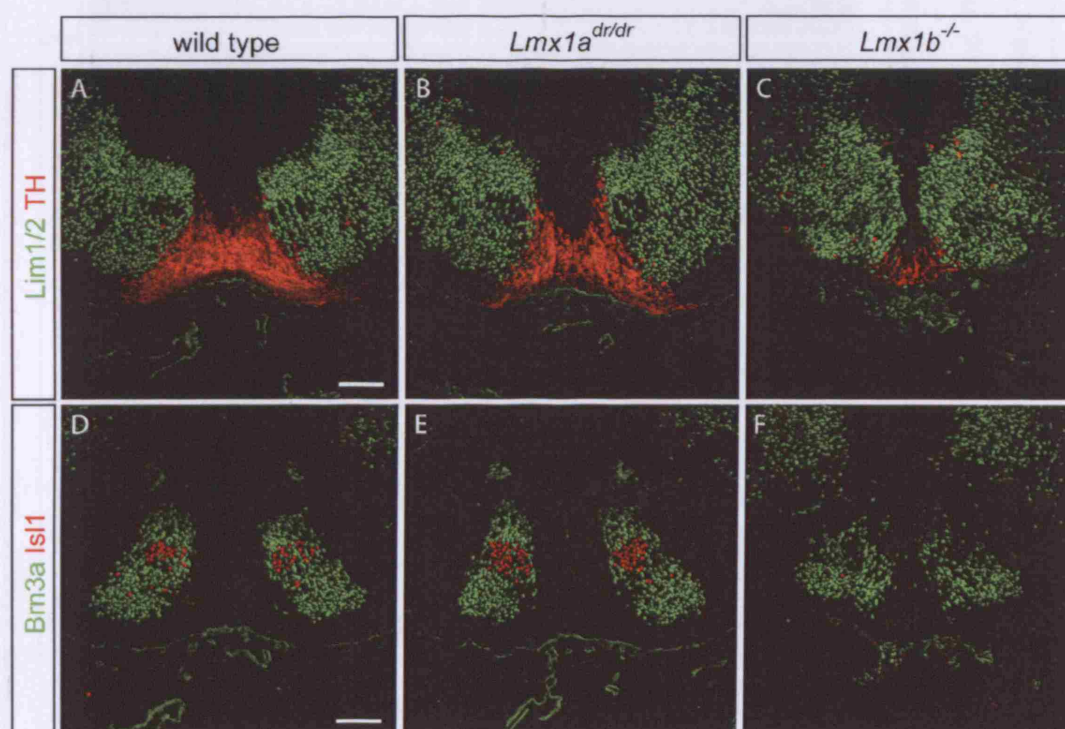 wild type
Lmx1a^dr/dr
Lmx1b^-/-
Lim1/2 TH
A
B
C
Brn3a Isl1
D
E
F